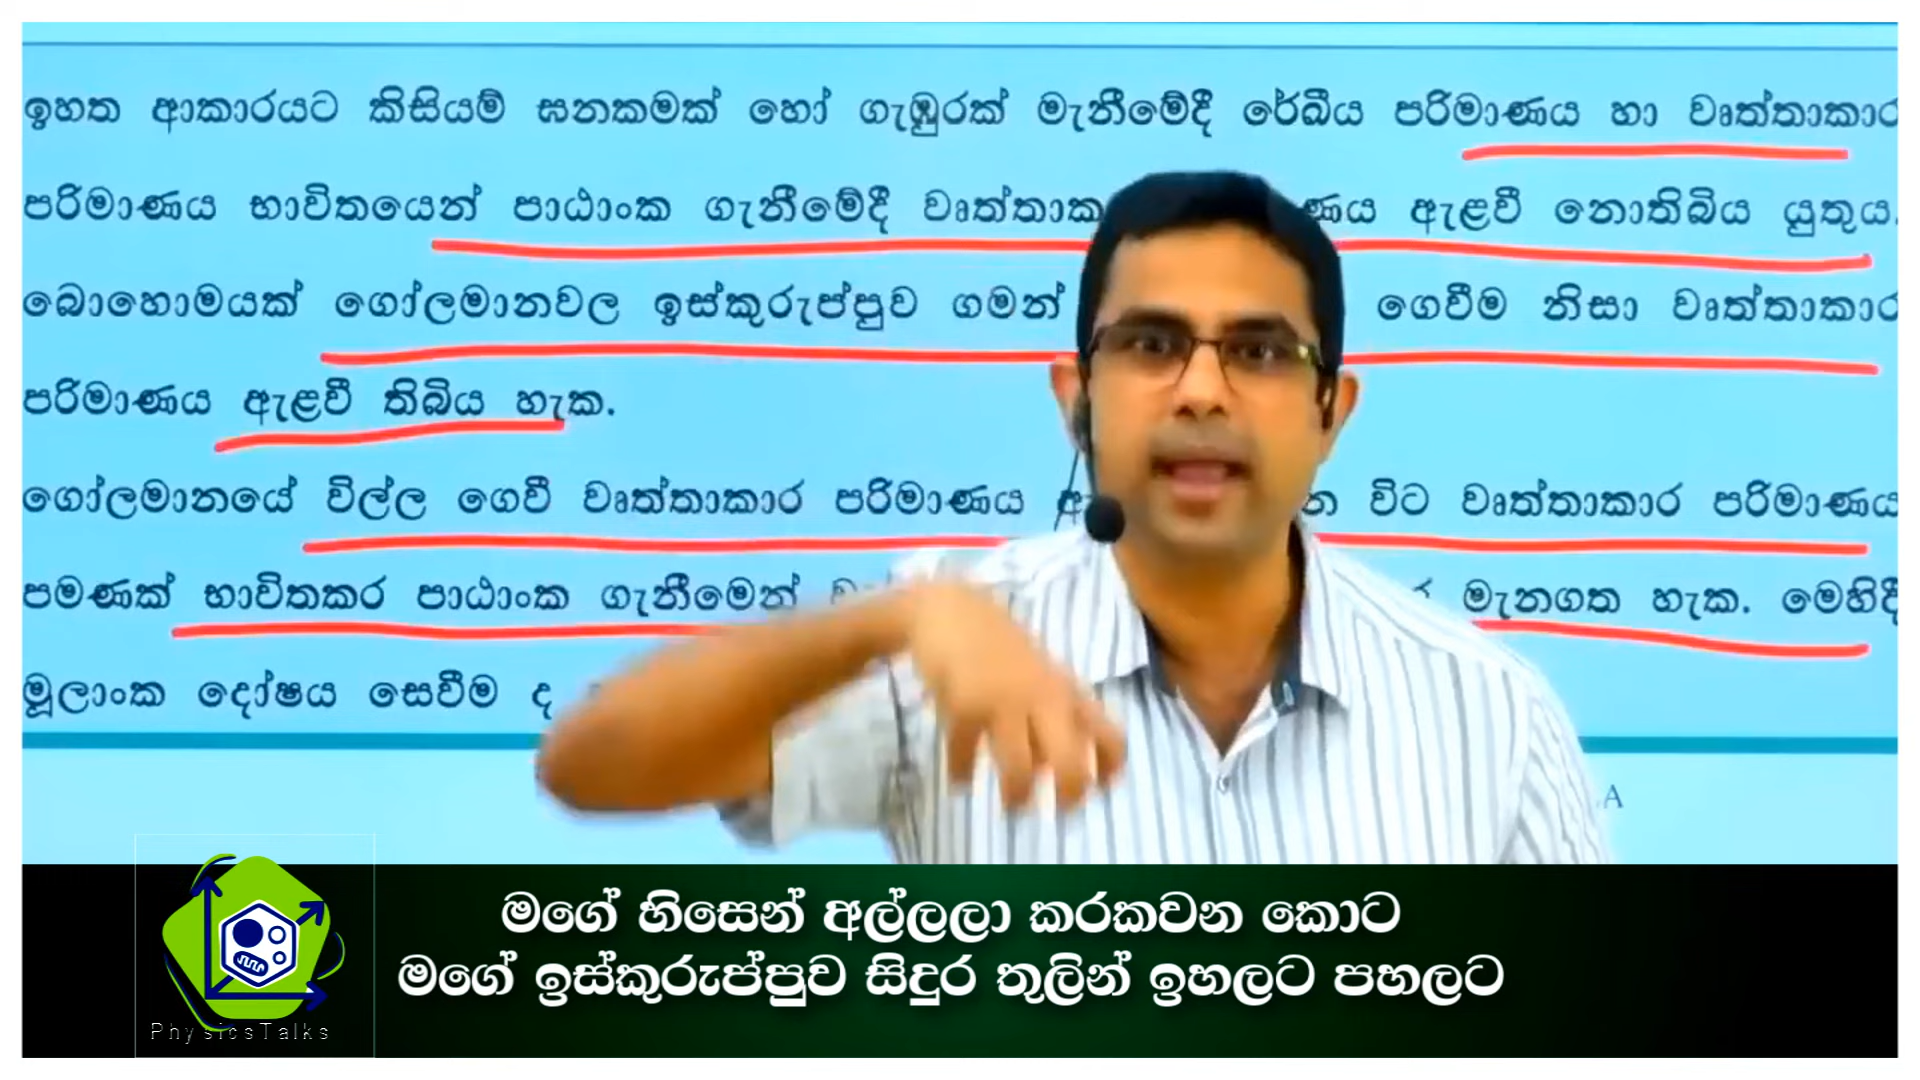 ඉහත ආකාරයට කිසියම් ඝනකමක් හෝ ගැඹුරක් මැනීමේදී රේඛීය පරිමාණය හා වෘත්තාකාර
පරිමාණය භාවිතයෙන් පාඨාංක ගැනීමේදී වෘත්තාක ණය ඇළවී නොතිබිය යුතුය.
බොහොමයක් ගෝලමානවල ඉස්කුරුප්පුව ගමන් ගෙවීම නිසා වෘත්තාකාර
පරිමාණය ඇළවී තිබිය හැක.
ගෝලමානයේ විල්ල ගෙවී වෘත්තාකාර පරිමාණය න විට වෘත්තාකාර පරිමාණය
පමණක් භාවිතකර පාඨාංක ගැනීමෙන් මැනගත හැක. මෙහිදී
මූලාංක දෝෂය සෙවීම ද
මගේ හිසෙන් අල්ලලා කරකවන කොට
මගේ ඉස්කුරුප්පුව සිදුර තුලින් ඉහලට පහලට
PhysicsTalks